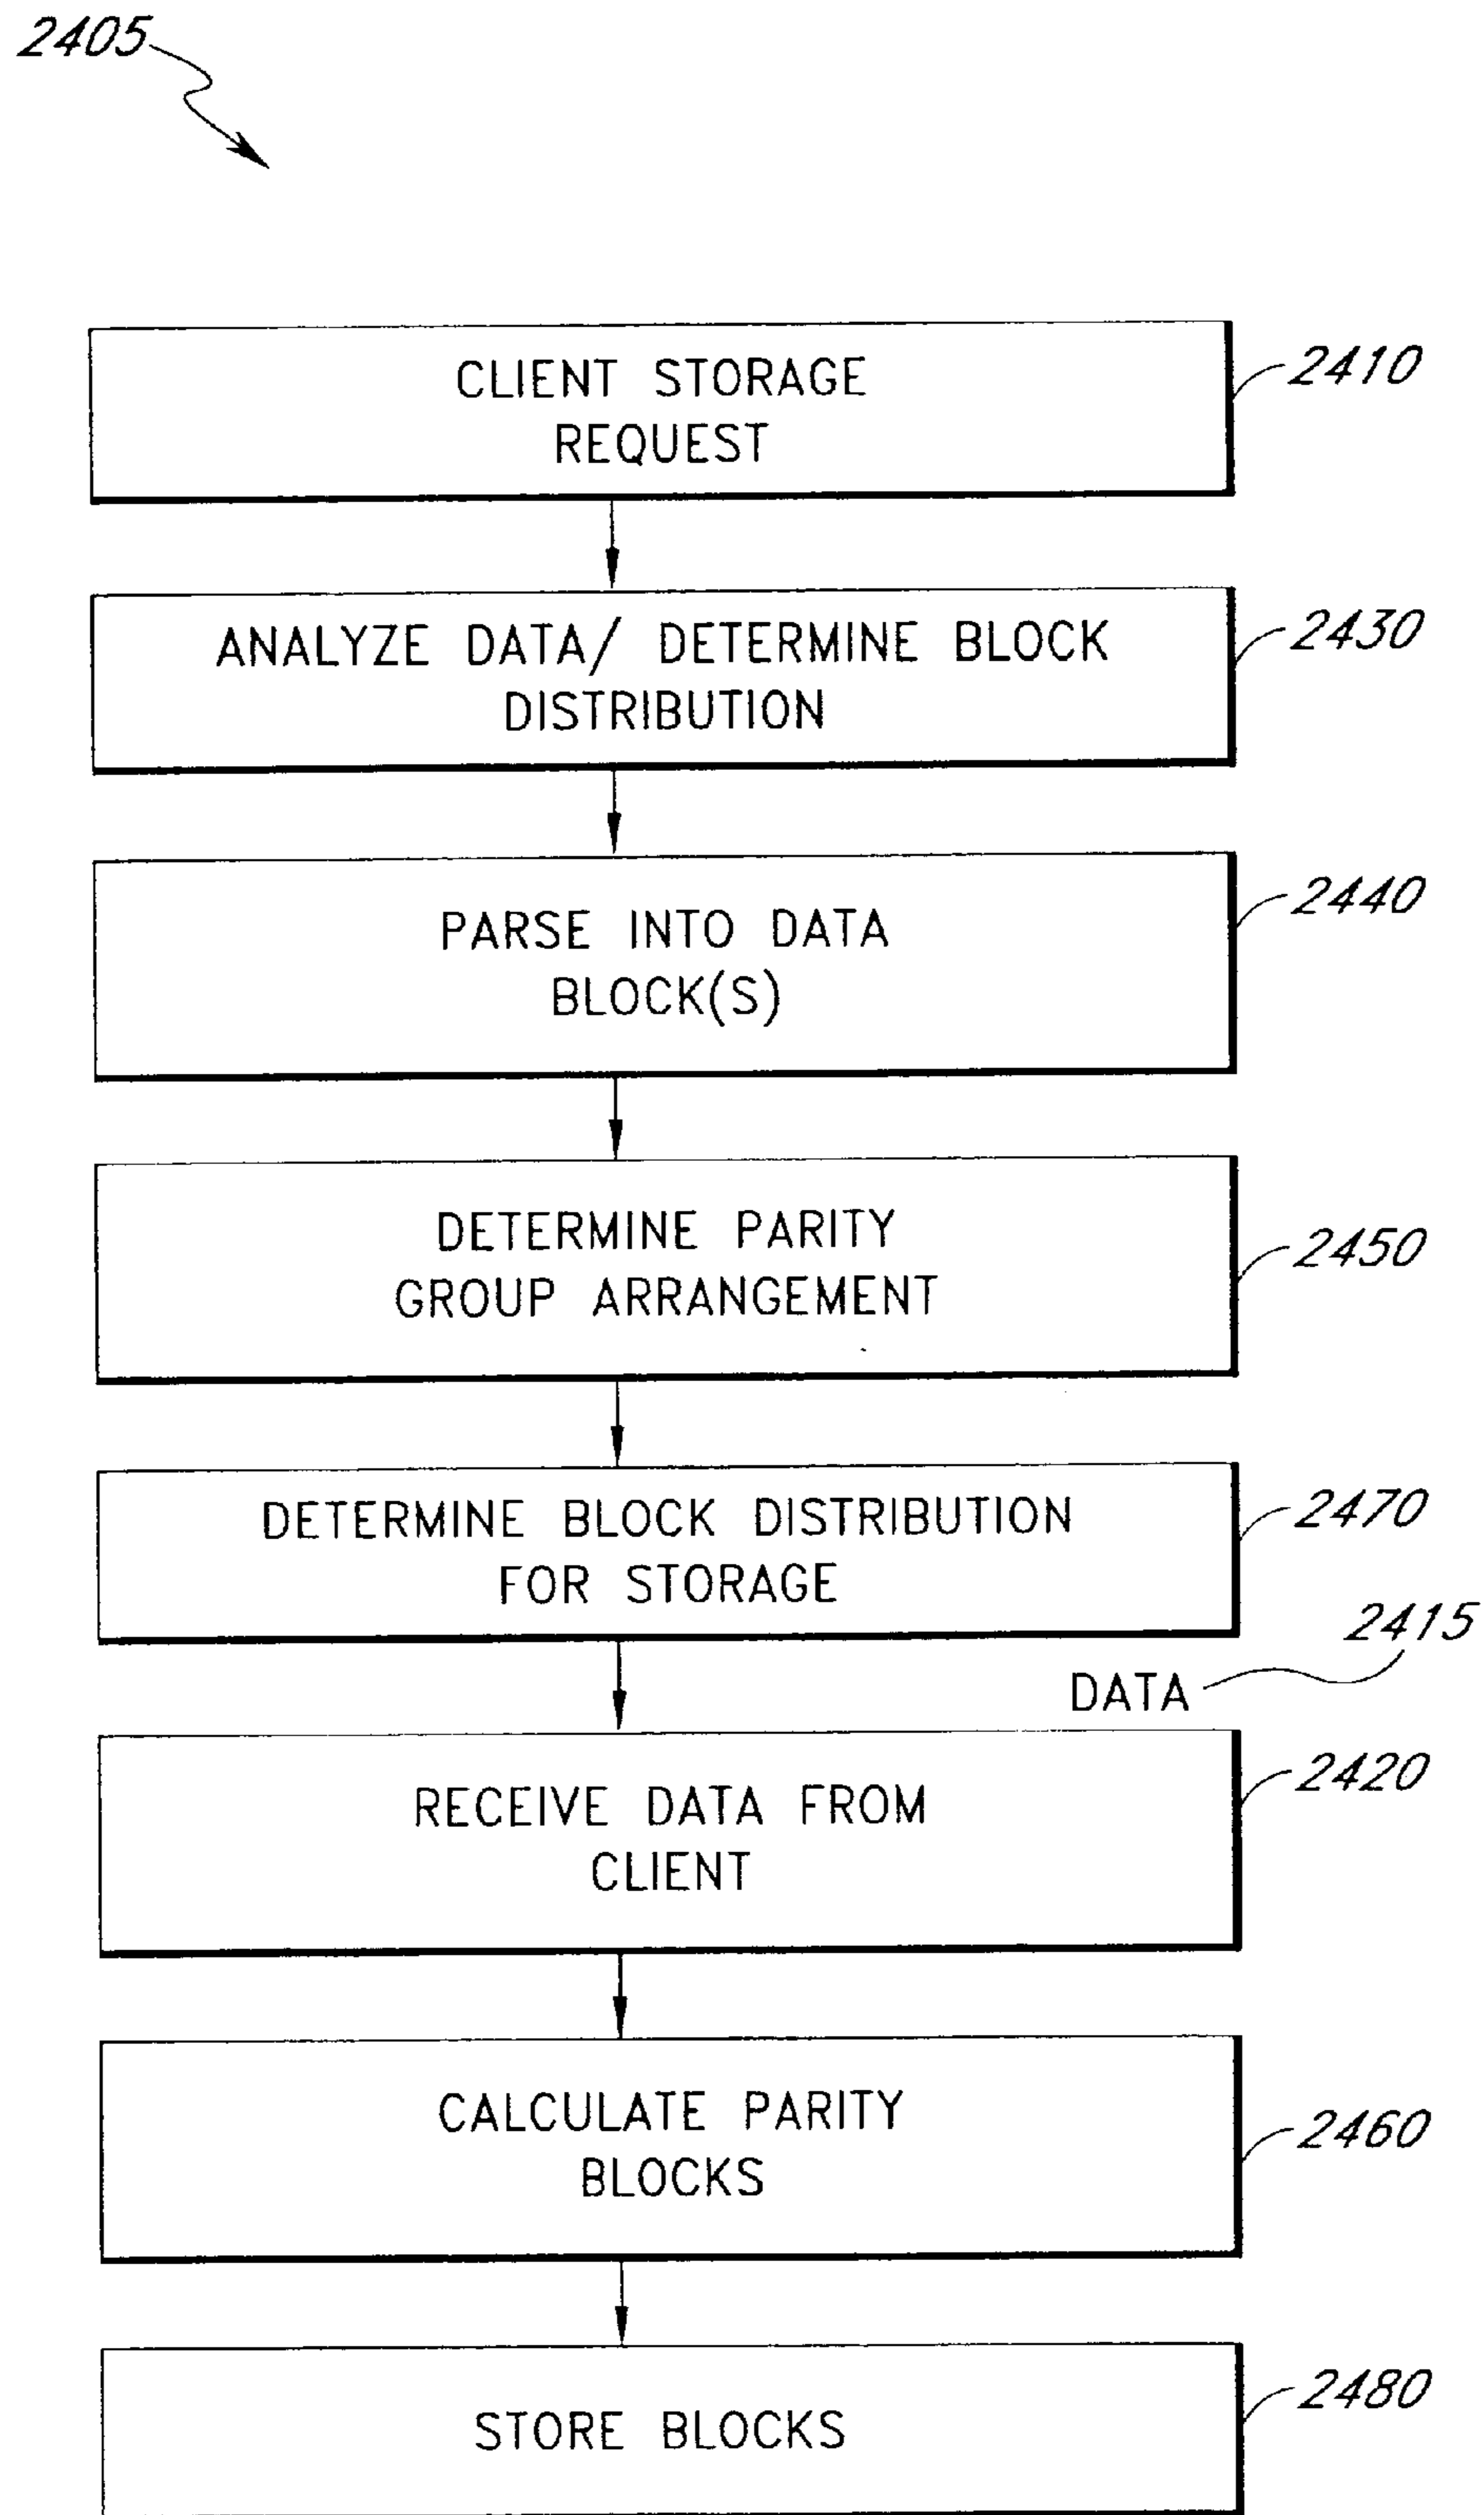 2405
CLIENT STORAGE
REQUEST
2410
ANALYZE DATA/ DETERMINE BLOCK
DISTRIBUTION
2430
PARSE INTO DATA
BLOCK(S)
2440
DETERMINE PARITY
GROUP ARRANGEMENT
2450
DETERMINE BLOCK DISTRIBUTION
FOR STORAGE
2470
2415
DATA
RECEIVE DATA FROM
CLIENT
2420
CALCULATE PARITY
BLOCKS
2460
STORE BLOCKS
2480